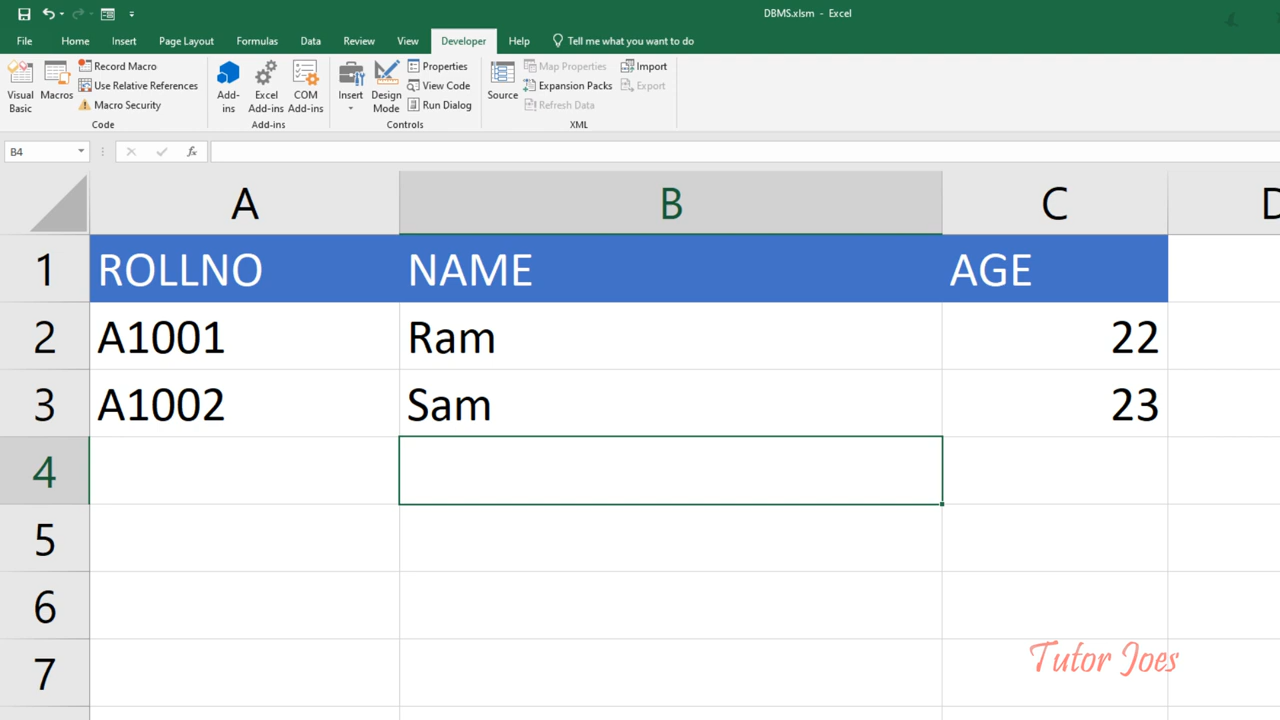 DBMS.xlsm - Excel
File Home Insert Page Layout Formulas Data Review View Developer Help Tell me what you want to do
Visual Basic
Macros
Record Macro
Use Relative References
Macro Security
Code
Add-ins
Excel Add-ins
COM Add-ins
Add-ins
Insert
Design Mode
Properties
View Code
Run Dialog
Controls
Source
Map Properties
Expansion Packs
Refresh Data
Import
Export
XML
B4 fx
A B C D
1 ROLLNO NAME AGE
2 A1001 Ram 22
3 A1002 Sam 23
4
5
6
7
Tutor Joes